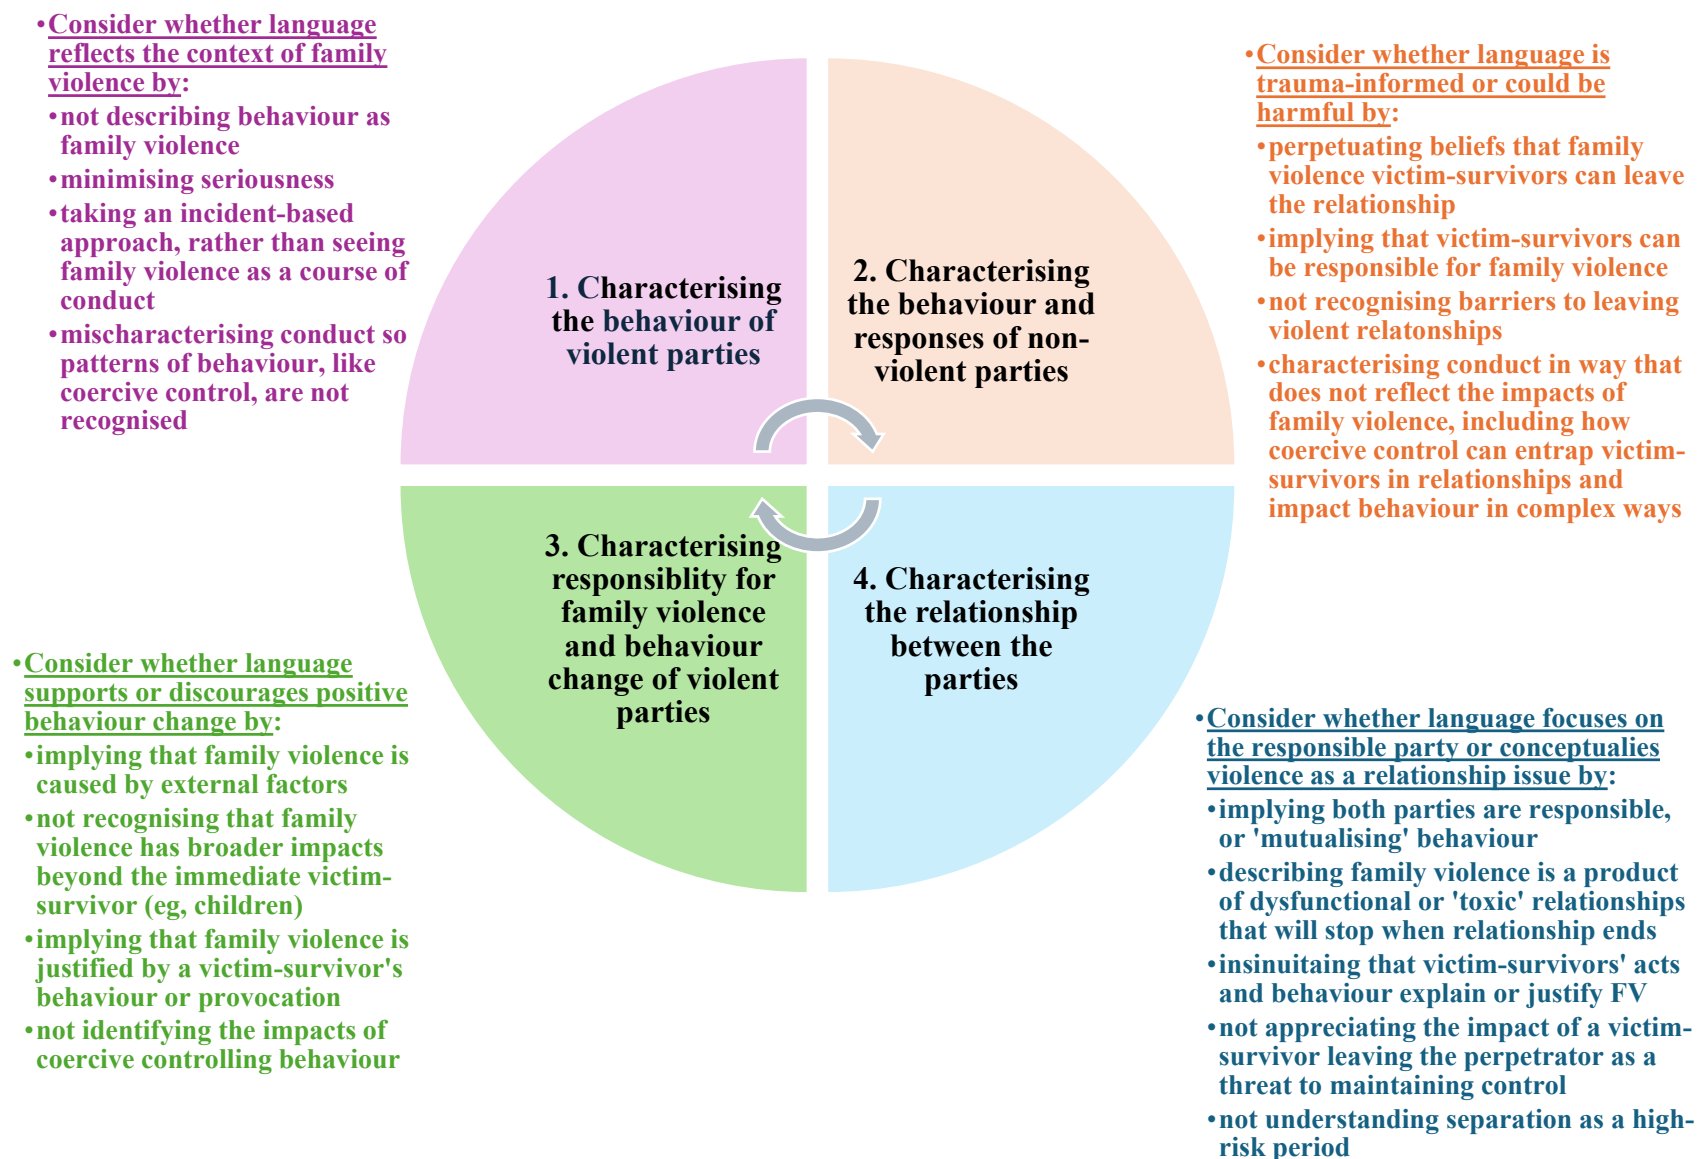 •Consider whether language
reflects the context of family
violence by:
•not describing behaviour as
family violence
•minimising seriousness
•taking an incident-based
approach, rather than seeing
family violence as a course of
conduct
•mischaracterising conduct so
patterns of behaviour, like
coercive control, are not
recognised
1. Characterising
the behaviour of
violent parties
2. Characterising
the behaviour and
responses of non-
violent parties
•Consider whether language is
trauma-informed or could be
harmful by:
•perpetuating beliefs that family
violence victim-survivors can leave
the relationship
•implying that victim-survivors can
be responsible for family violence
•not recognising barriers to leaving
violent relatonships
•characterising conduct in way that
does not reflect the impacts of
family violence, including how
coercive control can entrap victim-
survivors in relationships and
impact behaviour in complex ways
3. Characterising
responsiblity for
family violence
and behaviour
change of violent
parties
•Consider whether language
supports or discourages positive
behaviour change by:
•implying that family violence is
caused by external factors
•not recognising that family
violence has broader impacts
beyond the immediate victim-
survivor (eg, children)
•implying that family violence is
justified by a victim-survivor's
behaviour or provocation
•not identifying the impacts of
coercive controlling behaviour
4. Characterising
the relationship
between the
parties
•Consider whether language focuses on
the responsible party or conceptualies
violence as a relationship issue by:
•implying both parties are responsible,
or 'mutualising' behaviour
•describing family violence is a product
of dysfunctional or 'toxic' relationships
that will stop when relationship ends
•insinuitaing that victim-survivors' acts
and behaviour explain or justify FV
•not appreciating the impact of a victim-
survivor leaving the perpetrator as a
threat to maintaining control
•not understanding separation as a high-
risk period